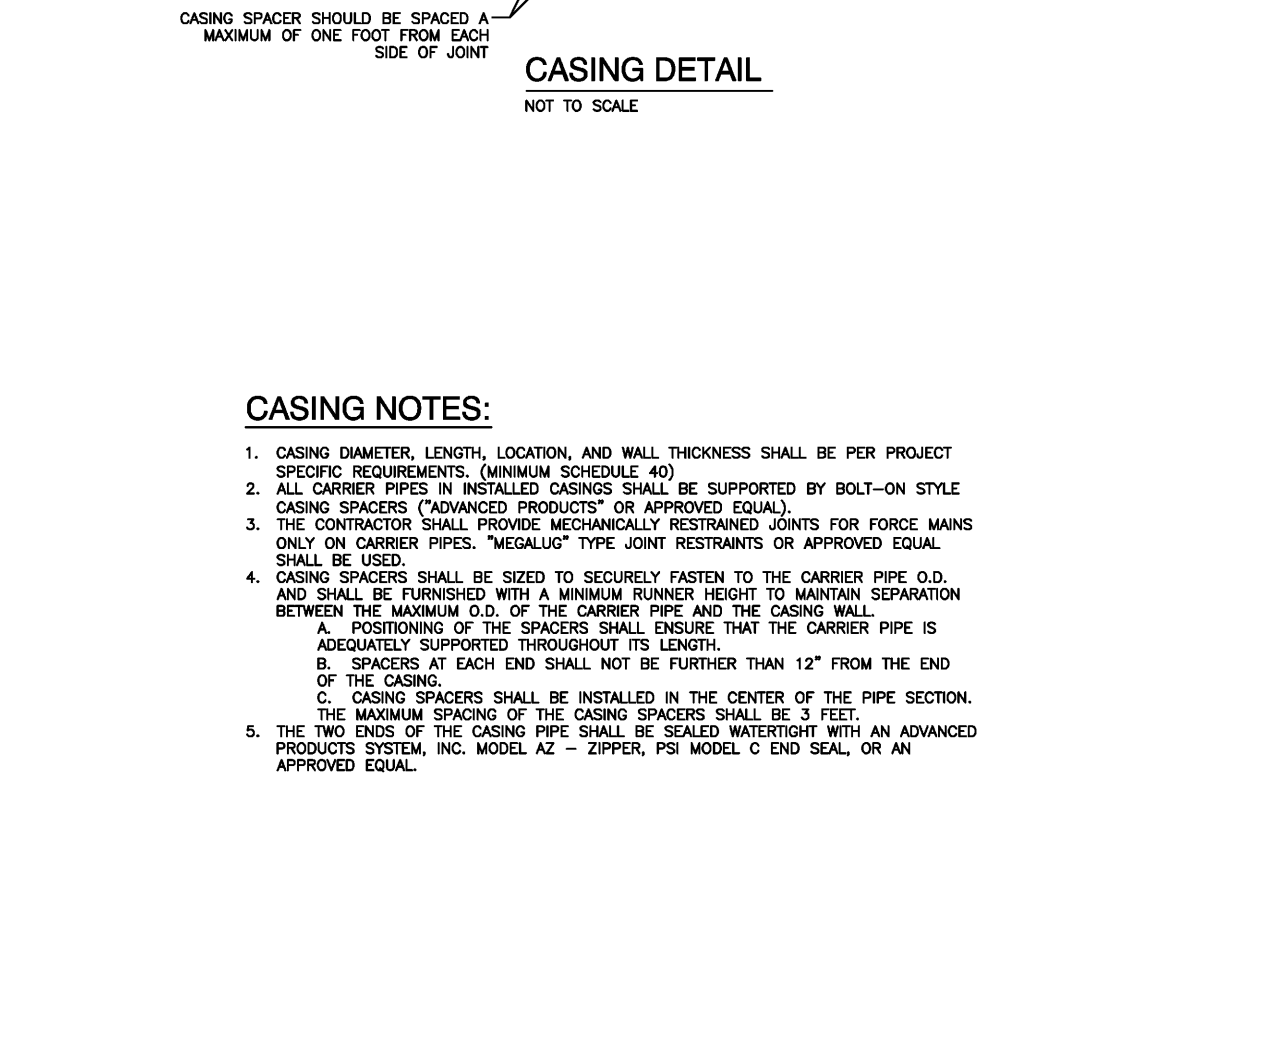 CASING SPACER SHOULD BE SPACED A
MAXIMUM OF ONE FOOT FROM EACH
SIDE OF JOINT
CASING DETAIL
NOT TO SCALE
CASING NOTES:
1. CASING DIAMETER, LENGTH, LOCATION, AND WALL THICKNESS SHALL BE PER PROJECT
SPECIFIC REQUIREMENTS. (MINIMUM SCHEDULE 40)
2. ALL CARRIER PIPES IN INSTALLED CASINGS SHALL BE SUPPORTED BY BOLT-ON STYLE
CASING SPACERS ("ADVANCED PRODUCTS" OR APPROVED EQUAL).
3. THE CONTRACTOR SHALL PROVIDE MECHANICALLY RESTRAINED JOINTS FOR FORCE MAINS
ONLY ON CARRIER PIPES. "MEGALUG" TYPE JOINT RESTRAINTS OR APPROVED EQUAL
SHALL BE USED.
4. CASING SPACERS SHALL BE SIZED TO SECURELY FASTEN TO THE CARRIER PIPE O.D.
AND SHALL BE FURNISHED WITH A MINIMUM RUNNER HEIGHT TO MAINTAIN SEPARATION
BETWEEN THE MAXIMUM O.D. OF THE CARRIER PIPE AND THE CASING WALL.
A. POSITIONING OF THE SPACERS SHALL ENSURE THAT THE CARRIER PIPE IS
ADEQUATELY SUPPORTED THROUGHOUT ITS LENGTH.
B. SPACERS AT EACH END SHALL NOT BE FURTHER THAN 12" FROM THE END
OF THE CASING.
C. CASING SPACERS SHALL BE INSTALLED IN THE CENTER OF THE PIPE SECTION.
THE MAXIMUM SPACING OF THE CASING SPACERS SHALL BE 3 FEET.
5. THE TWO ENDS OF THE CASING PIPE SHALL BE SEALED WATERTIGHT WITH AN ADVANCED
PRODUCTS SYSTEM, INC. MODEL AZ - ZIPPER, PSI MODEL C END SEAL, OR AN
APPROVED EQUAL.